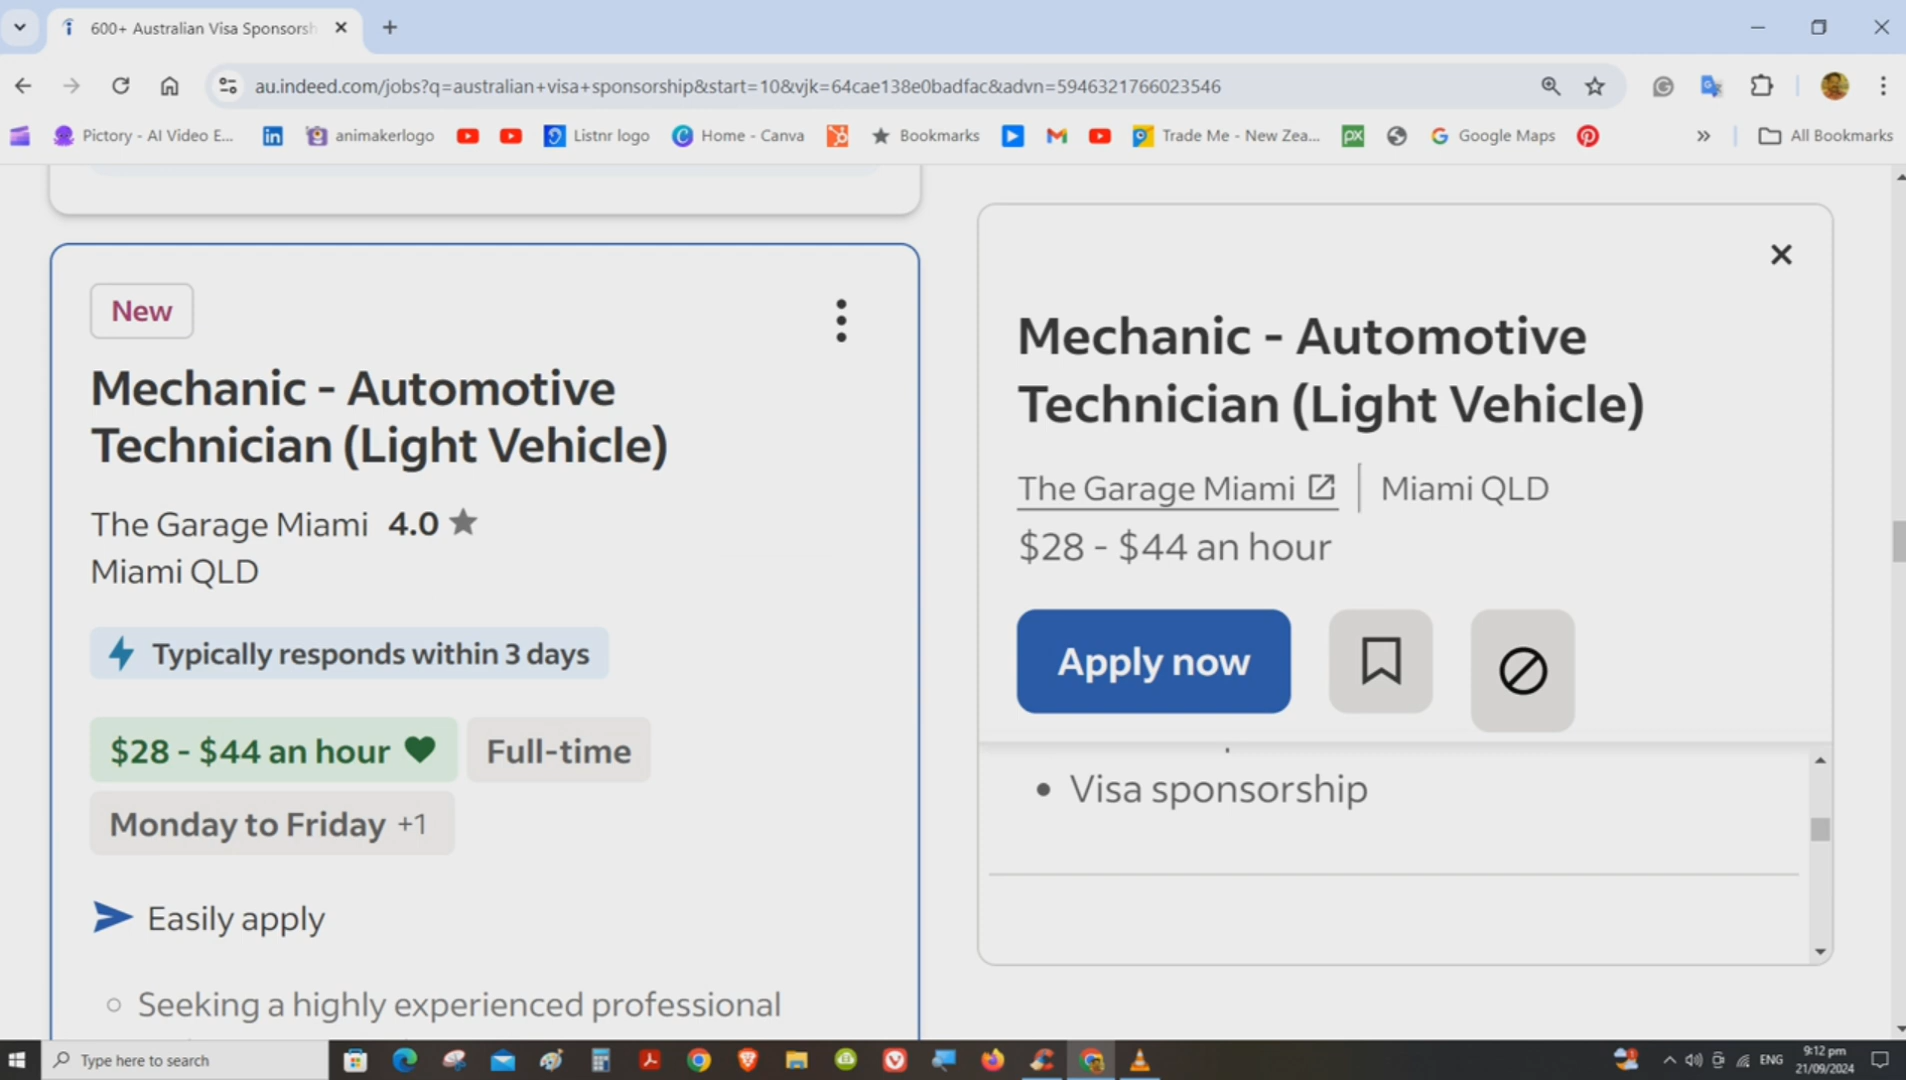 600+ Australian Visa Sponsorsh
au.indeed.com/jobs?q=australian+visa+sponsorship&start=10&vjk=64cae138e0badfac&advn=5946321766023546
Pictory - AI Video E...
animakerlogo
Listnr logo
Home - Canva
Bookmarks
Trade Me - New Zea...
Google Maps
All Bookmarks
New
Mechanic - Automotive
Technician (Light Vehicle)
The Garage Miami 4.0
Miami QLD
Typically responds within 3 days
$28 - $44 an hour
Full-time
Monday to Friday +1
Easily apply
Seeking a highly experienced professional
Mechanic - Automotive
Technician (Light Vehicle)
The Garage Miami
Miami QLD
$28 - $44 an hour
Apply now
• Visa sponsorship
Type here to search
ENG
9:12 pm
21/09/2024